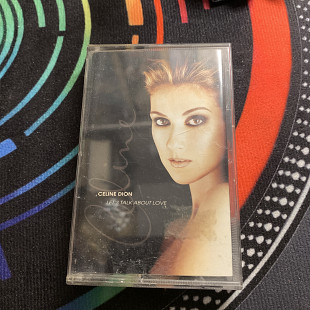 CELINE DION
LET'S TALK ABOUT LOVE